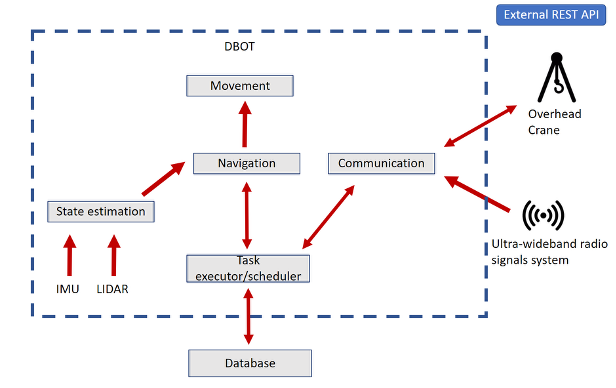 External REST API
DBOT
Movement
Overhead
Crane
Navigation
Communication
State estimation
Ultra-wideband radio
signals system
Task
executor/scheduler
IMU
LIDAR
Database